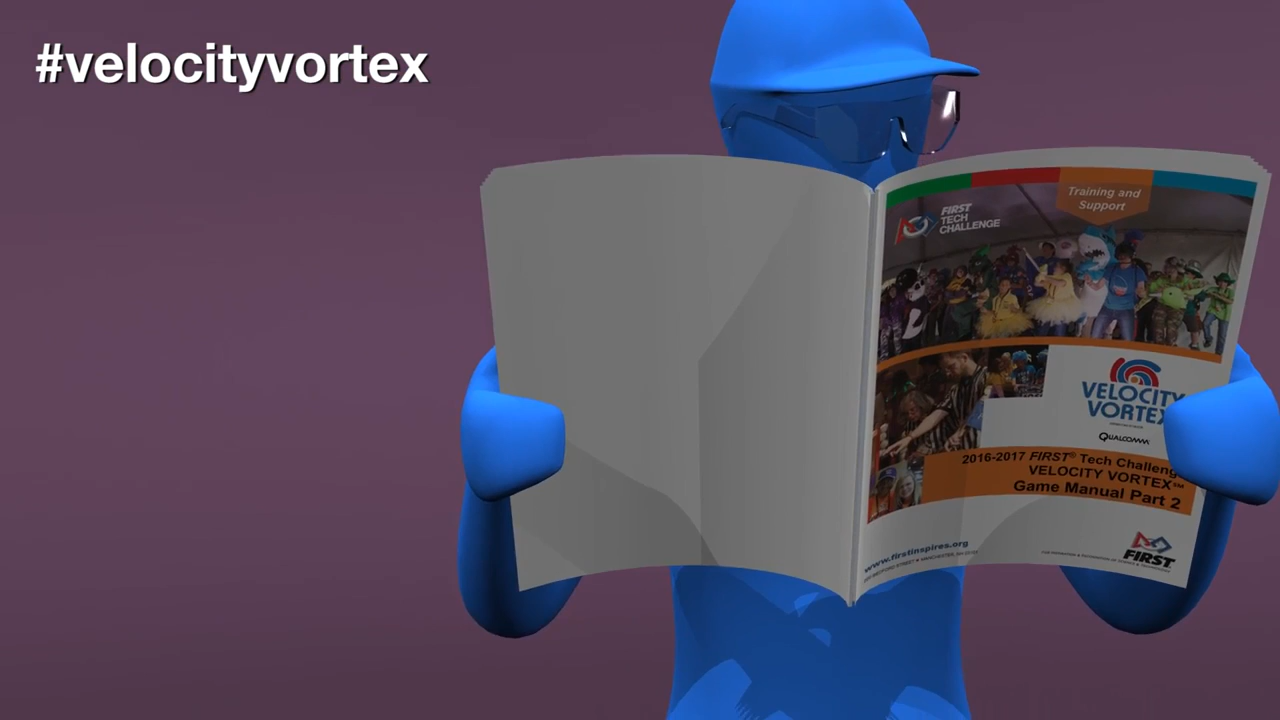 #velocityvortex
Training and
Support
FIRST
TECH
CHALLENGE
VELOCITY
VORTEX
QUALCOMM
2016-2017 FIRST® Tech Challenge
VELOCITY VORTEX℠
Game Manual Part 2
www.firstinspires.org
FIRST